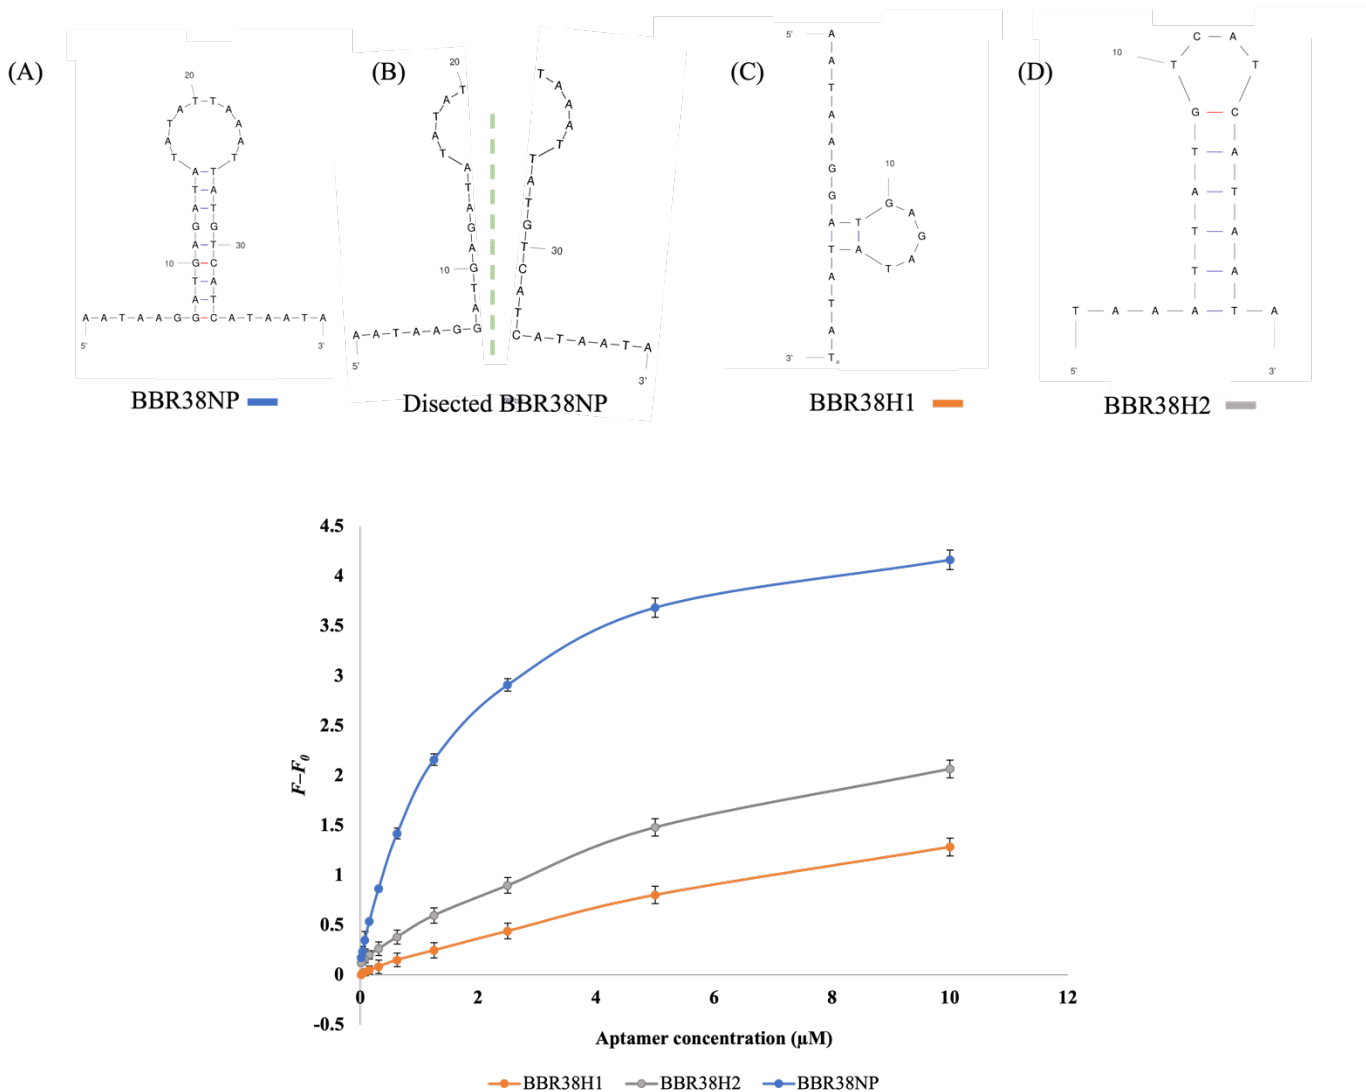 (A)
20
T A T A T T A A A T
A T A G A G T A
T A T G T C A T
10
30
A A T A A G G C A T A A T A
5'
3'
BBR38NP
(B)
20
A A T A A G G A T G A G A T A T A T A T
T A A A T T A T G T C A T C A T A A T A
10
30
5'
3'
Disected BBR38NP
(C)
5'
A A T A A G G A T G A G A T A T A T A T
10
3'
BBR38H1
(D)
10
T A A A A T T A T G T C A T C A T A A T A
5'
3'
BBR38H2
4.5
4
3.5
3
2.5
2
1.5
1
0.5
0
-0.5
F–F0
0 2 4 6 8 10 12
Aptamer concentration (µM)
BBR38H1 BBR38H2 BBR38NP